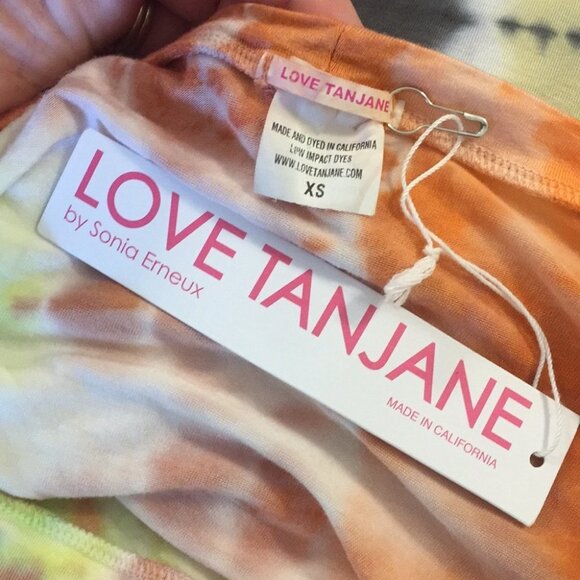 LOVE TANJANE
MADE AND DYED IN CALIFORNIA
LOW IMPACT DYES
WWW.LOVETANJANE.COM
XS
LOVE TANJANE
by Sonia Erneux
MADE IN CALIFORNIA